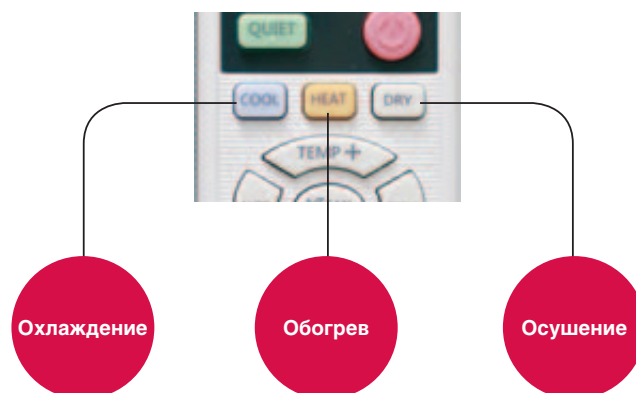 QUIET
COOL HEAT DRY
TEMP +
Охлаждение Обогрев Осушение